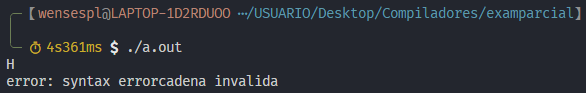 [wensespl@LAPTOP-1D2RDUOO ⋯/USUARIO/Desktop/Compiladores/examparcial]
4s361ms $ ./a.out
H
error: syntax errorcadena invalida